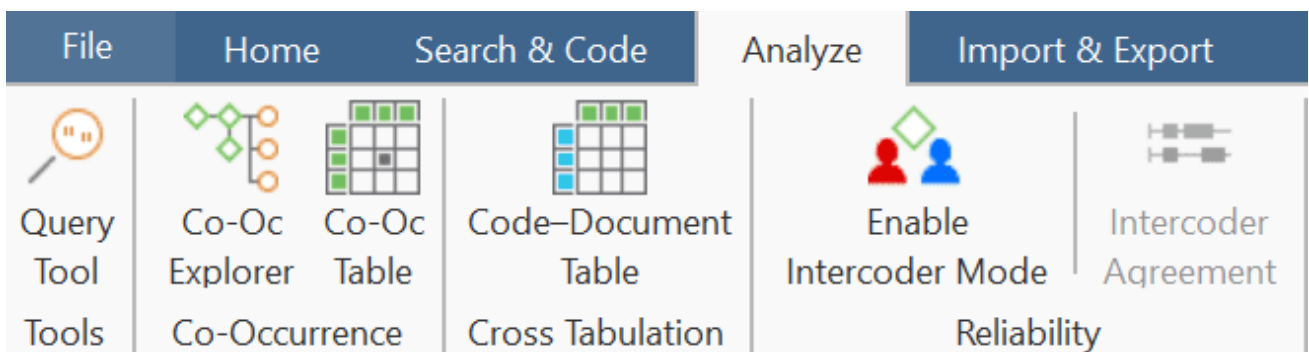 File Home Search & Code Analyze Import & Export
Query Tool
Co-Oc Explorer
Co-Oc Table
Code–Document Table
Enable Intercoder Mode
Intercoder Agreement
Tools Co-Occurrence Cross Tabulation Reliability